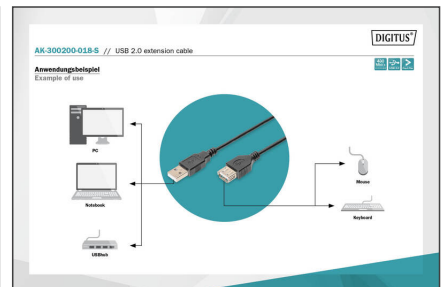 DIGITUS®
AK-300200-018-S // USB 2.0 extension cable
Anwendungsbeispiel
Example of use
PC
Notebook
USBhub
Mouse
Keyboard